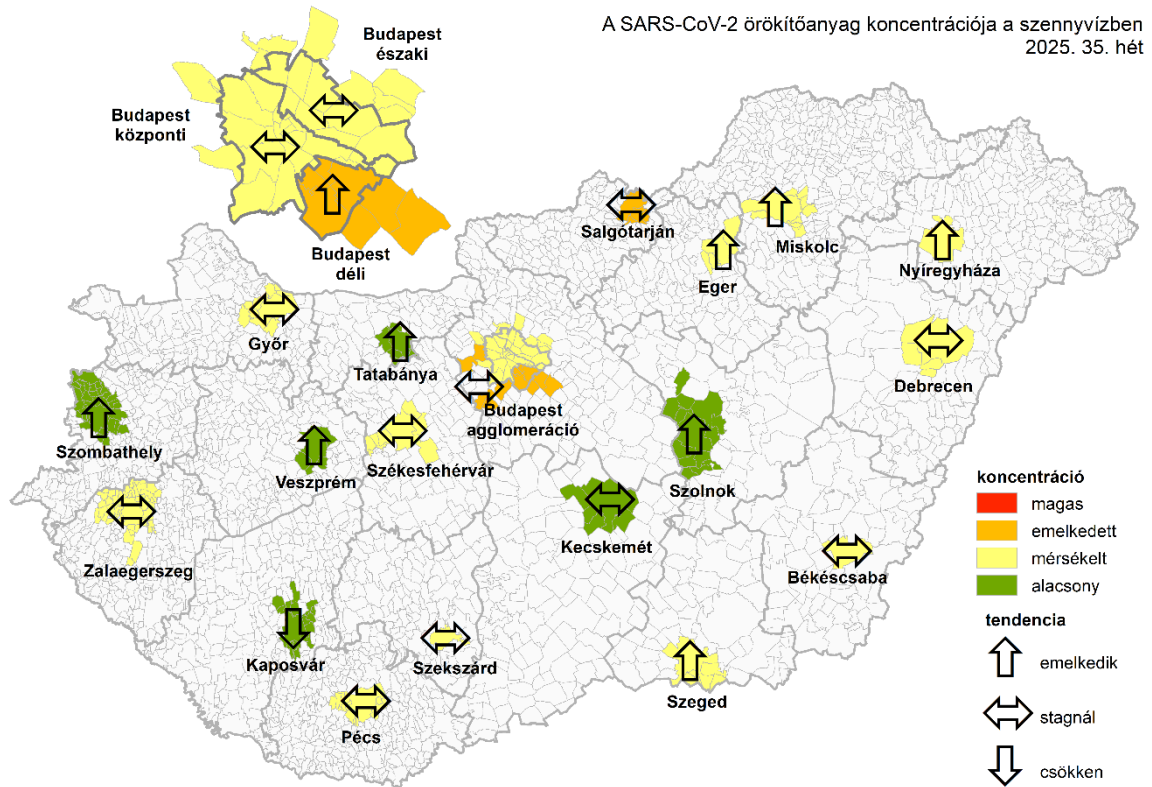 A SARS-CoV-2 örökítőanyag koncentrációja a szennyvízben
2025. 35. hét
Budapest
északi
Budapest
központi
Budapest
déli
Salgótarján
Miskolc
Eger
Nyíregyháza
Győr
Tatabánya
Debrecen
Budapest
agglomeráció
Szombathely
Veszprém
Székesfehérvár
Szolnok
Kecskemét
Zalaegerszeg
Békéscsaba
Kaposvár
Szekszárd
Szeged
Pécs
koncentráció
magas
emelkedett
mérsékelt
alacsony
tendencia
emelkedik
stagnál
csökken